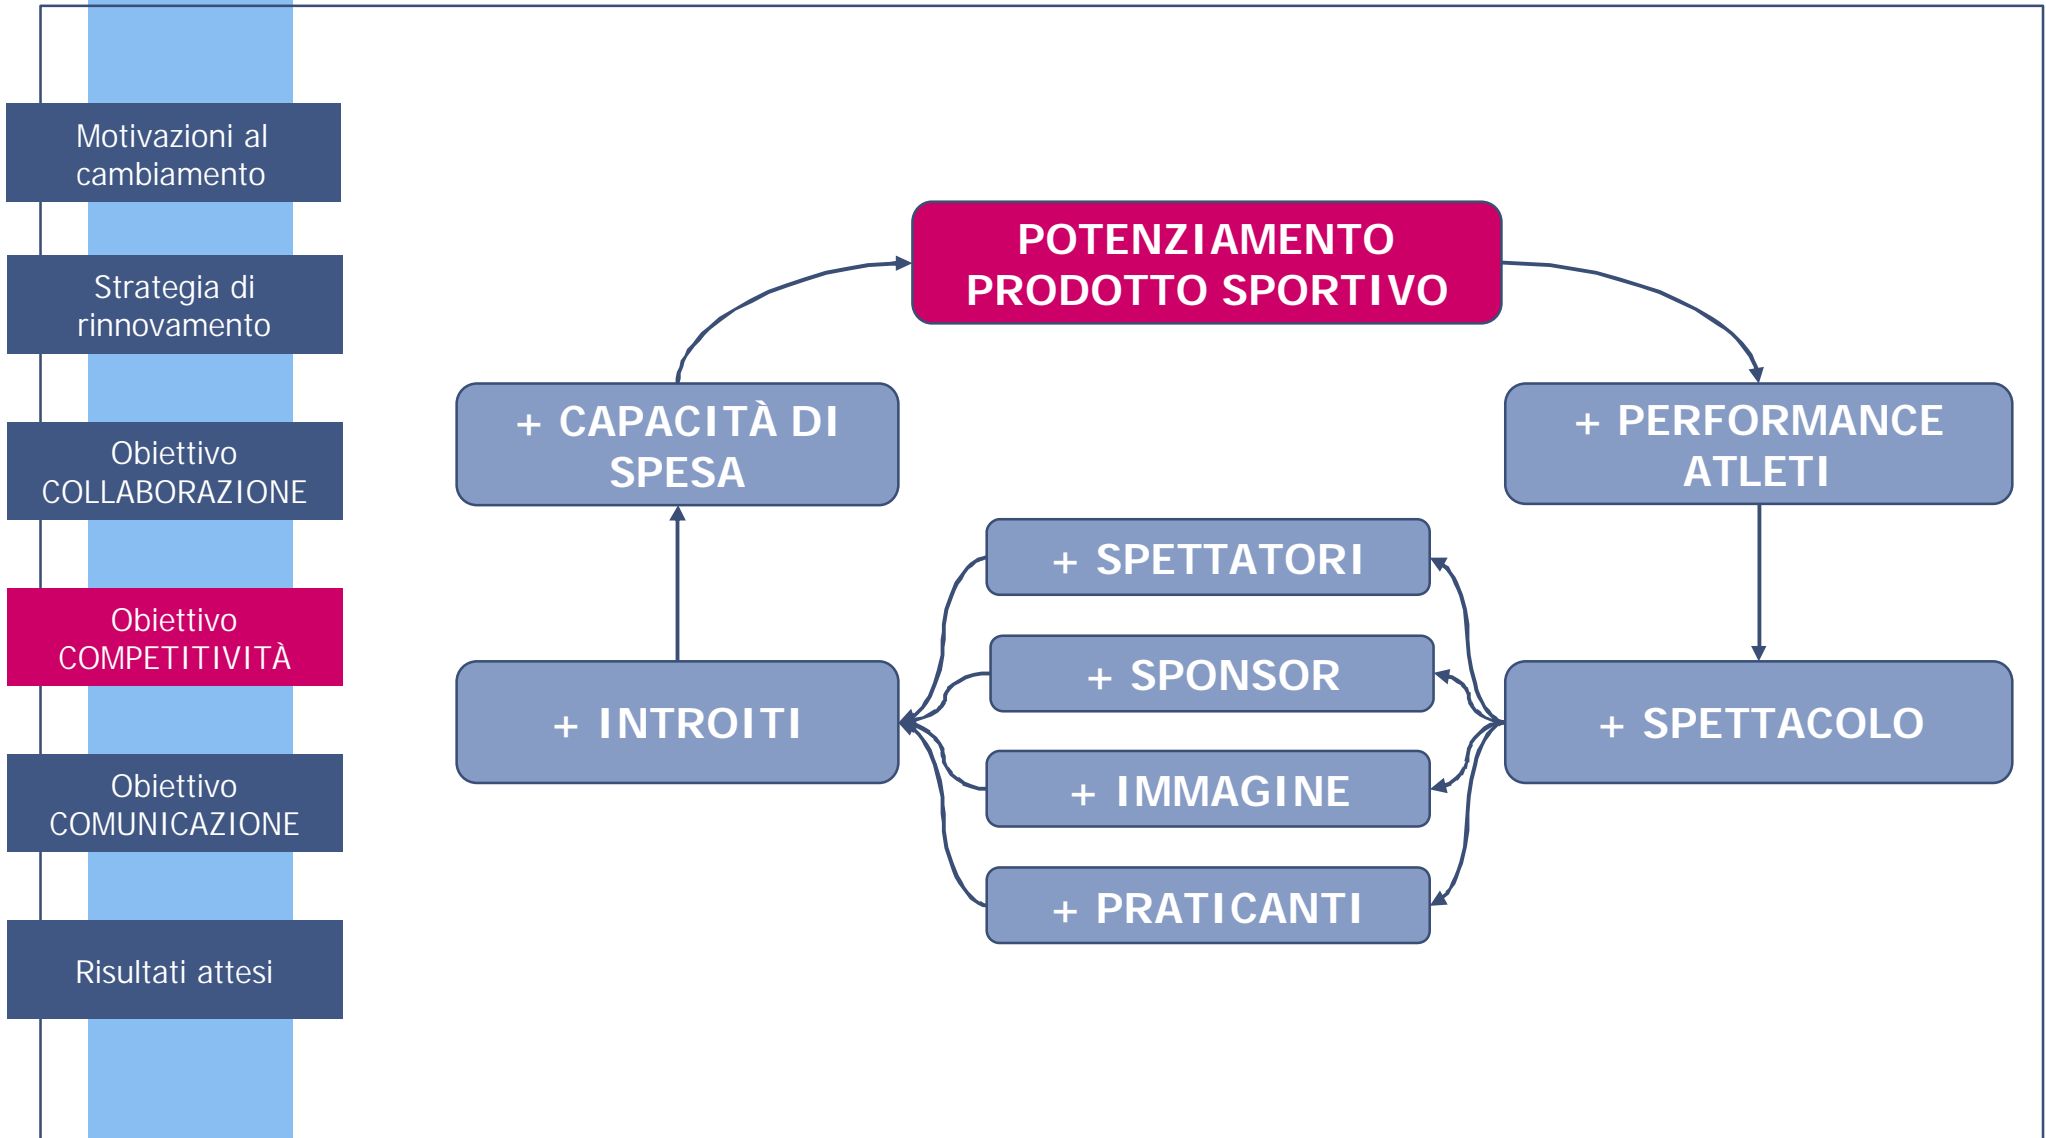 Motivazioni al
cambiamento
Strategia di
rinnovamento
Obiettivo
COLLABORAZIONE
Obiettivo
COMPETITIVITÀ
Obiettivo
COMUNICAZIONE
Risultati attesi
POTENZIAMENTO
PRODOTTO SPORTIVO
+ CAPACITÀ DI
SPESA
+ PERFORMANCE
ATLETI
+ SPETTATORI
+ SPONSOR
+ INTROITI
+ SPETTACOLO
+ IMMAGINE
+ PRATICANTI